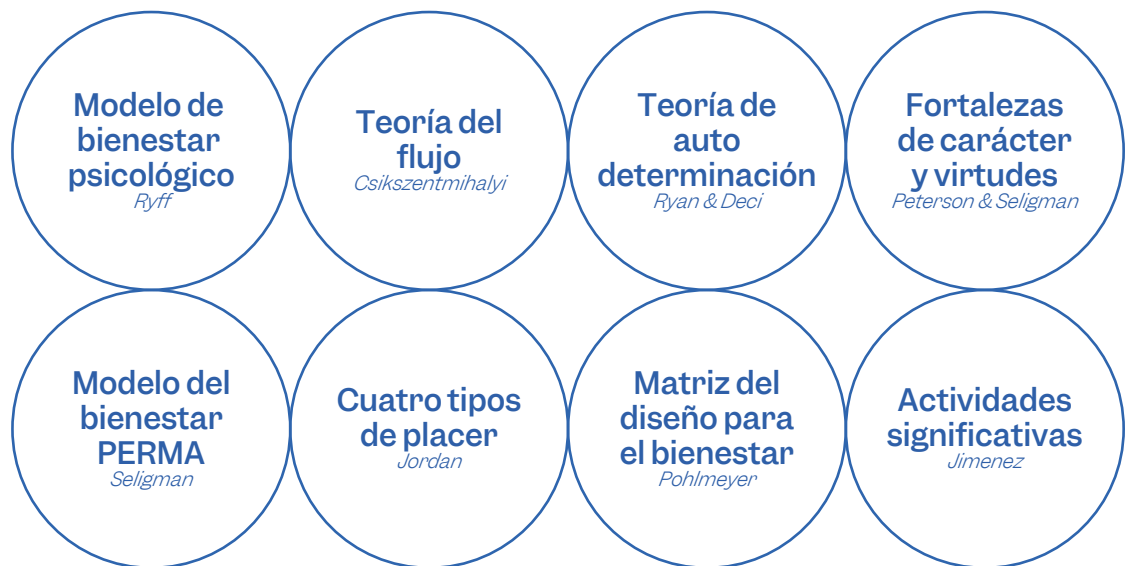 Modelo de
bienestar
psicológico
Ryff
Teoría del
flujo
Csikszentmihalyi
Teoría de
auto
determinación
Ryan & Deci
Fortalezas
de carácter
y virtudes
Peterson & Seligman
Modelo del
bienestar
PERMA
Seligman
Cuatro tipos
de placer
Jordan
Matriz del
diseño para
el bienestar
Pohlmeyer
Actividades
significativas
Jimenez